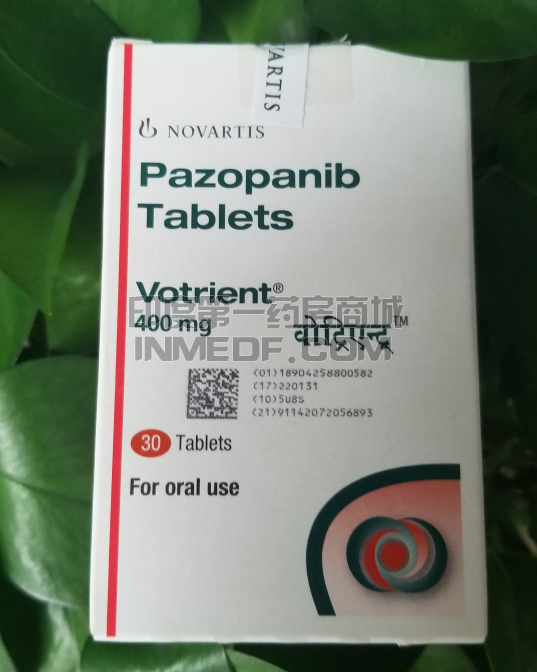 VARTIS
NOVARTIS
Pazopanib
Tablets
Votrient®
印度第一药房商城
400 mg
वोट्रिएन्ट™
INMEDF.COM
(01)18904258800582
(17)220131
(10)5U8S
(21)91142072056893
30 Tablets
For oral use